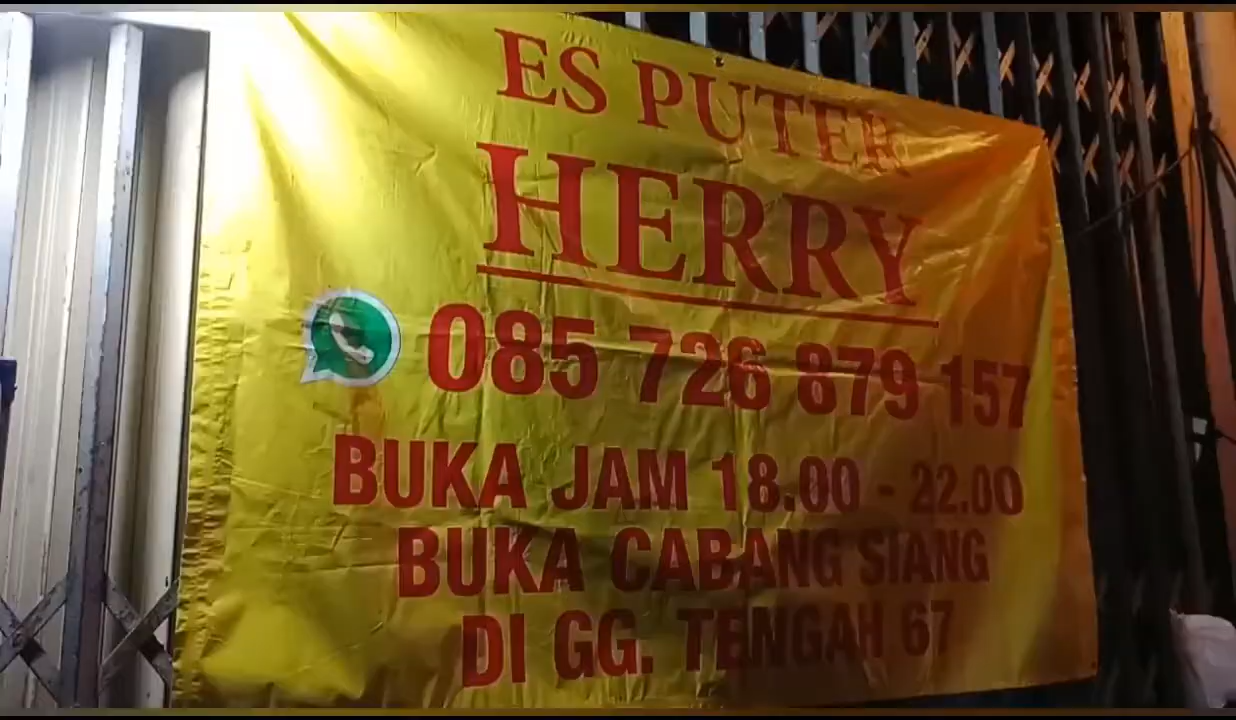 ES PUTER
HERRY
085 726 879 157
BUKA JAM 18.00 - 22.00
BUKA CABANG SIANG
DI GG. TENGAH 67